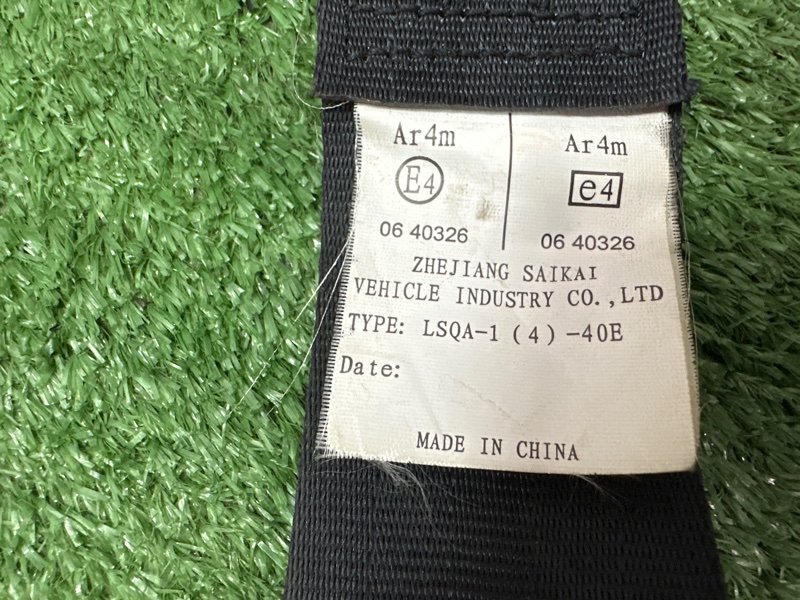 Ar4m
E4
06 40326
Ar4m
e4
06 40326
ZHEJIANG SAIKAI
VEHICLE INDUSTRY CO.,LTD
TYPE: LSQA-1 (4) -40E
Date:
MADE IN CHINA